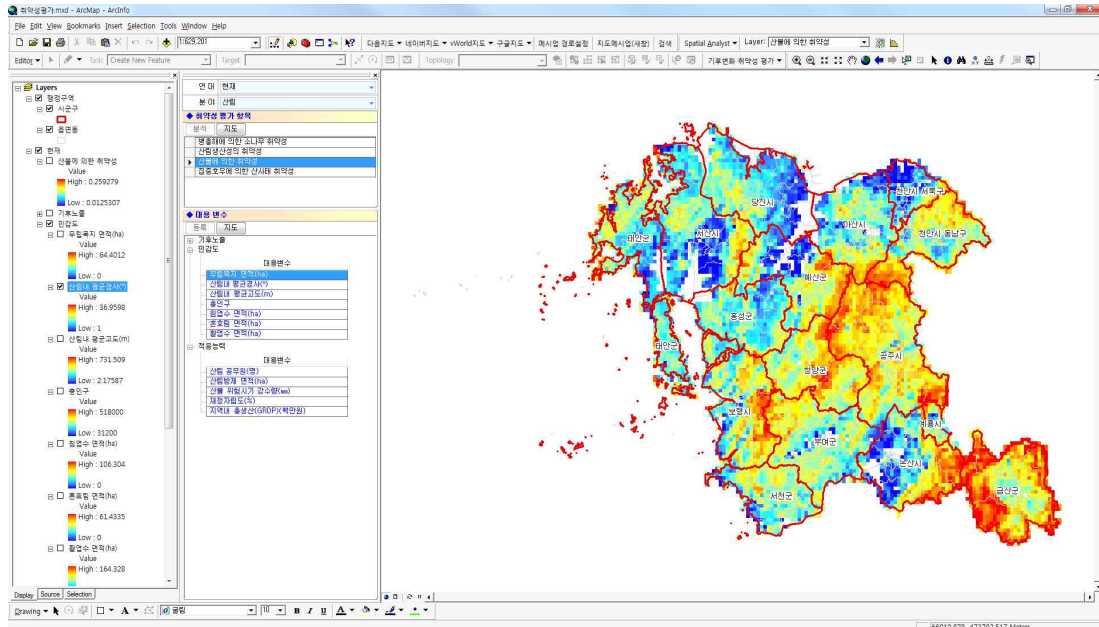 취약성평가.mxd - ArcMap - ArcInfo
File Edit View Bookmarks Insert Selection Tools Window Help
1:629,201 다음지도 네이버지도 vWorld지도 구글지도 메시업 경로설정 지도메시업(새창) 검색 Spatial Analyst Layer: 산불에 의한 취약성
Editor Task: Create New Feature Target: Topology 기후변화 취약성 평가
Layers
행정구역
시군구
읍면동
현재
산불에 의한 취약성
Value
High : 0.259279
Low : 0.0125307
기후노출
민감도
무립목지 면적(ha)
Value
High : 64.4012
Low : 0
산림내 평균경사(°)
Value
High : 36.9598
Low : 1
산림내 평균고도(m)
Value
High : 731.509
Low : 2.17587
총인구
Value
High : 518000
Low : 31200
침엽수 면적(ha)
Value
High : 106.304
Low : 0
혼효림 면적(ha)
Value
High : 61.4335
Low : 0
활엽수 면적(ha)
Value
High : 164.328
Display Source Selection
연 대 현재
분 야 산림
취약성 평가 항목
분석 지도
병충해에 의한 소나무 취약성
산림생산성의 취약성
산불에 의한 취약성
집중호우에 의한 산사태 취약성
대용 변수
등록 지도
기후노출
민감도
대용변수
무립목지 면적(ha)
산림내 평균경사(°)
산림내 평균고도(m)
총인구
침엽수 면적(ha)
혼효림 면적(ha)
활엽수 면적(ha)
적응능력
대용변수
산림 공무원(명)
산림방제 면적(ha)
산불 위험시기 강수량(mm)
재정자립도(%)
지역내 총생산(GRDP)(백만원)
천안시 서북구
당진시
아산시
천안시 동남구
태안군
서산시
예산군
홍성군
태안군
공주시
청양군
보령시
계룡시
부여군
논산시
금산군
서천군
Drawing 굴림 10 B I U A
66010.878 473702.517 Meters